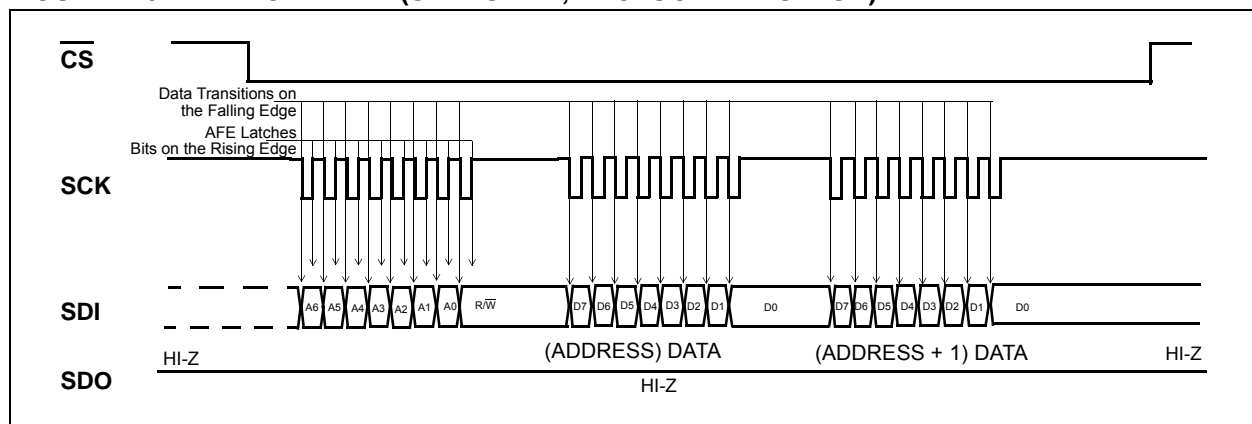 CS
Data Transitions on
the Falling Edge
AFE Latches
Bits on the Rising Edge
SCK
SDI
A6 A5 A4 A3 A2 A1 A0 R/W D7 D6 D5 D4 D3 D2 D1 D0 D7 D6 D5 D4 D3 D2 D1 D0
(ADDRESS) DATA (ADDRESS + 1) DATA
HI-Z HI-Z
SDO
HI-Z